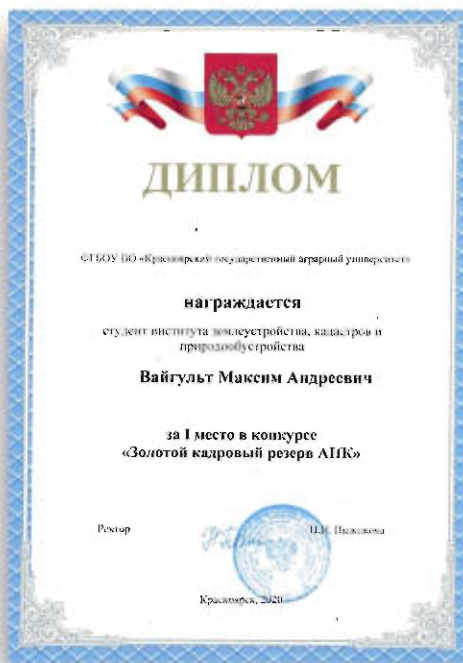 ДИПЛОМ
ФГБОУ ВО «Красноярский государственный аграрный университет»
награждается
студент института землеустройства, кадастров и
природообустройства
Вайгульт Максим Андреевич
за I место в конкурсе
«Золотой кадровый резерв АПК»
Ректор
Н.И. Пыжикова
Красноярск, 2020